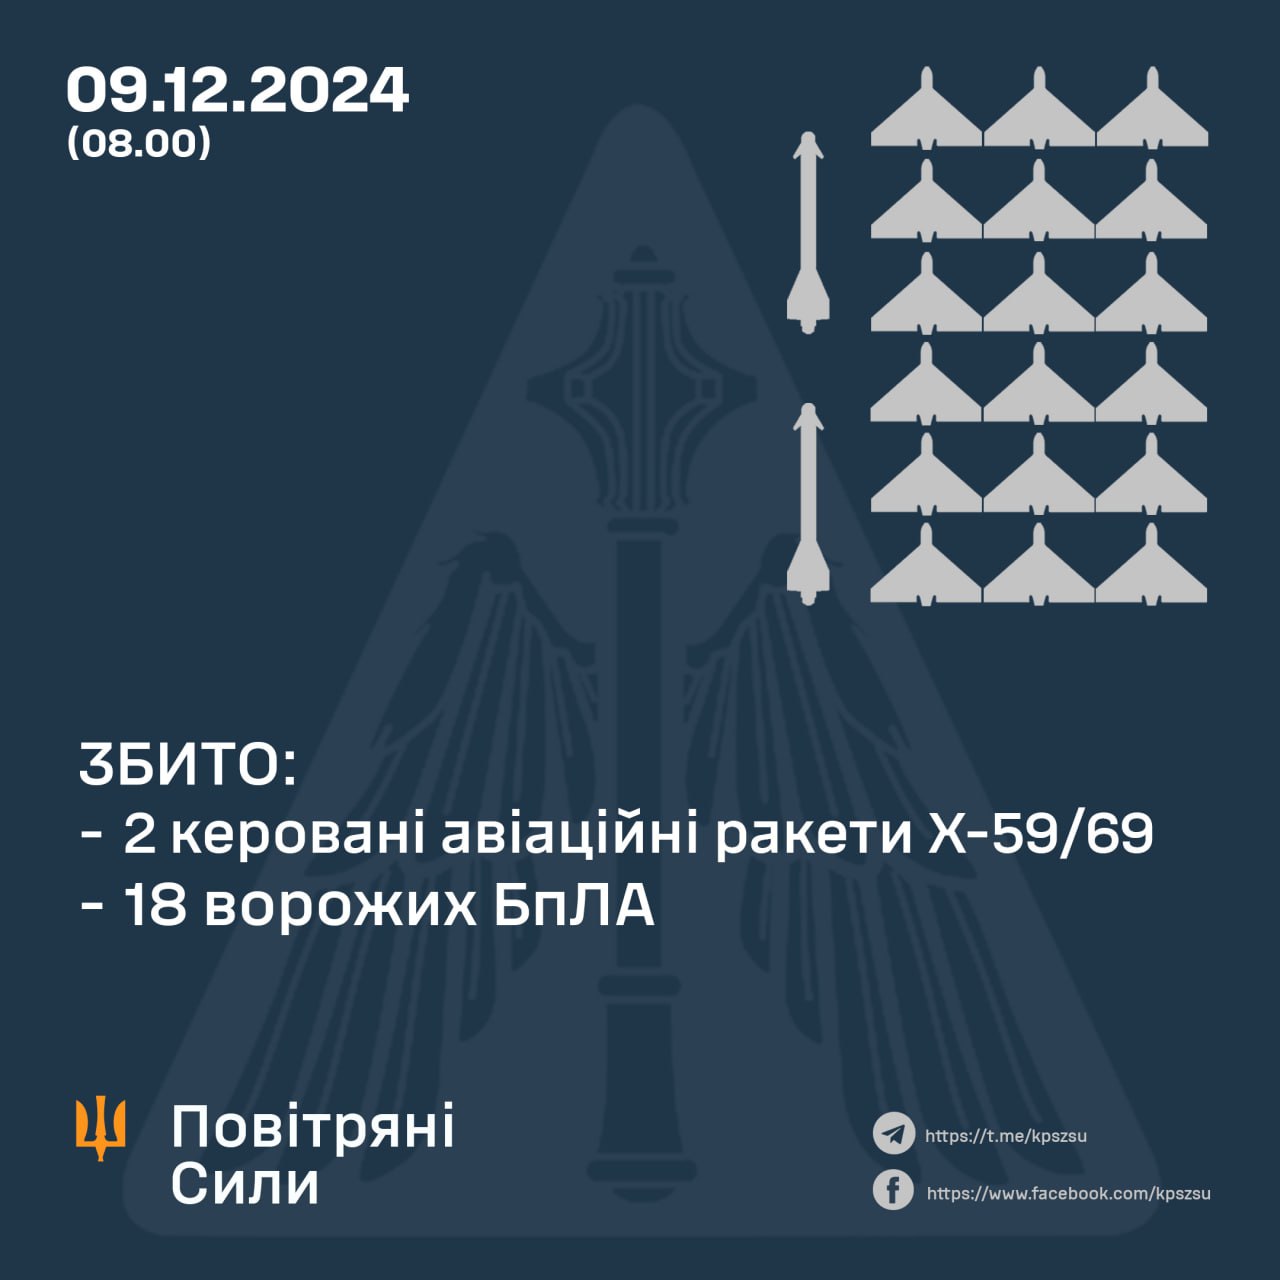 09.12.2024
(08.00)
ЗБИТО:
- 2 керовані авіаційні ракети Х-59/69
- 18 ворожих БпЛА
Повітряні
Сили
https://t.me/kpszsu
https://www.facebook.com/kpszsu